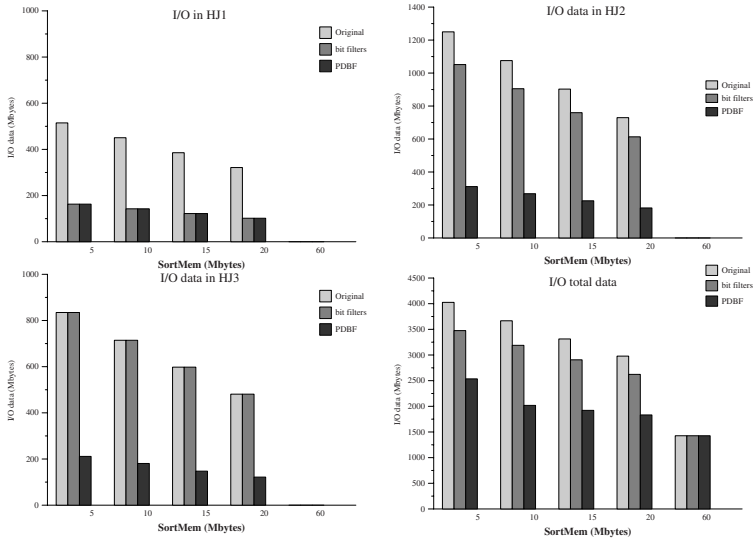 I/O in HJ1
1000
800
600
400
200
0
I/O data (Mbytes)
Original
bit filters
PDBF
5
10
15
20
60
SortMem (Mbytes)
I/O data in HJ2
1400
1200
1000
800
600
400
200
0
I/O data (Mbytes)
Original
bit filters
PDBF
5
10
15
20
60
SortMem (Mbytes)
I/O data in HJ3
1000
800
600
400
200
0
I/O data (Mbytes)
Original
bit filters
PDBF
5
10
15
20
60
SortMem (Mbytes)
I/O total data
4500
4000
3500
3000
2500
2000
1500
1000
500
0
I/O data (Mbytes)
Original
bit filters
PDBF
5
10
15
20
60
SortMem (Mbytes)